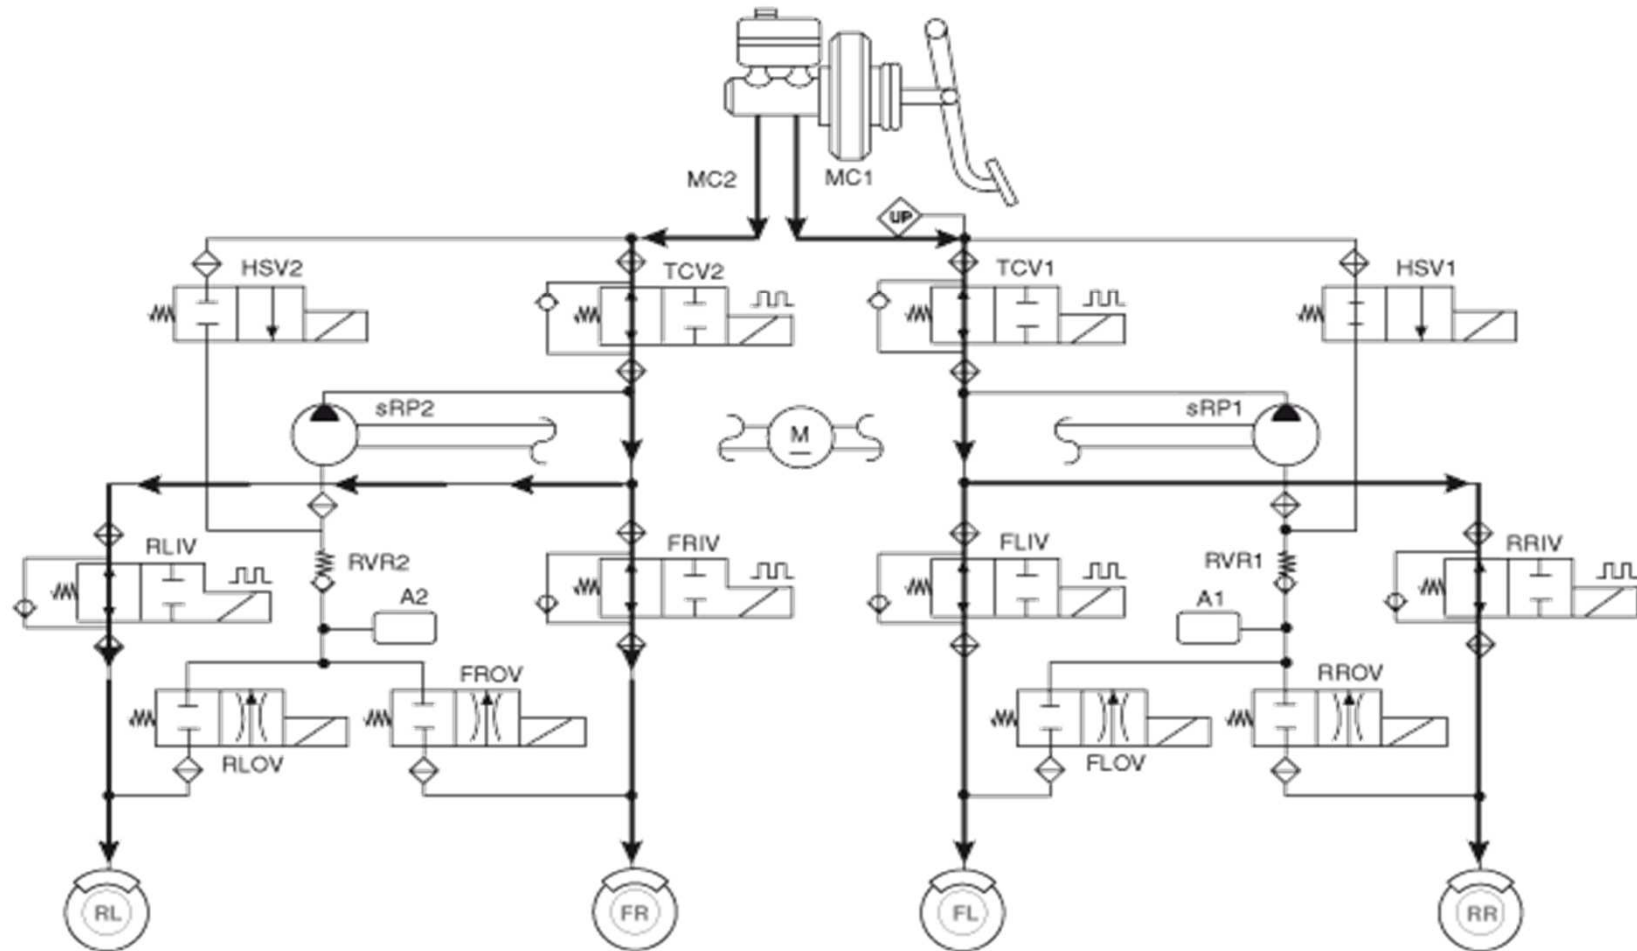 MC2
MC1
UP
HSV2
TCV2
TCV1
HSV1
sRP2
M
sRP1
RLIV
RVR2
FRIV
FLIV
RVR1
RRIV
A2
A1
FROV
RROV
RLOV
FLOV
RL
FR
FL
RR